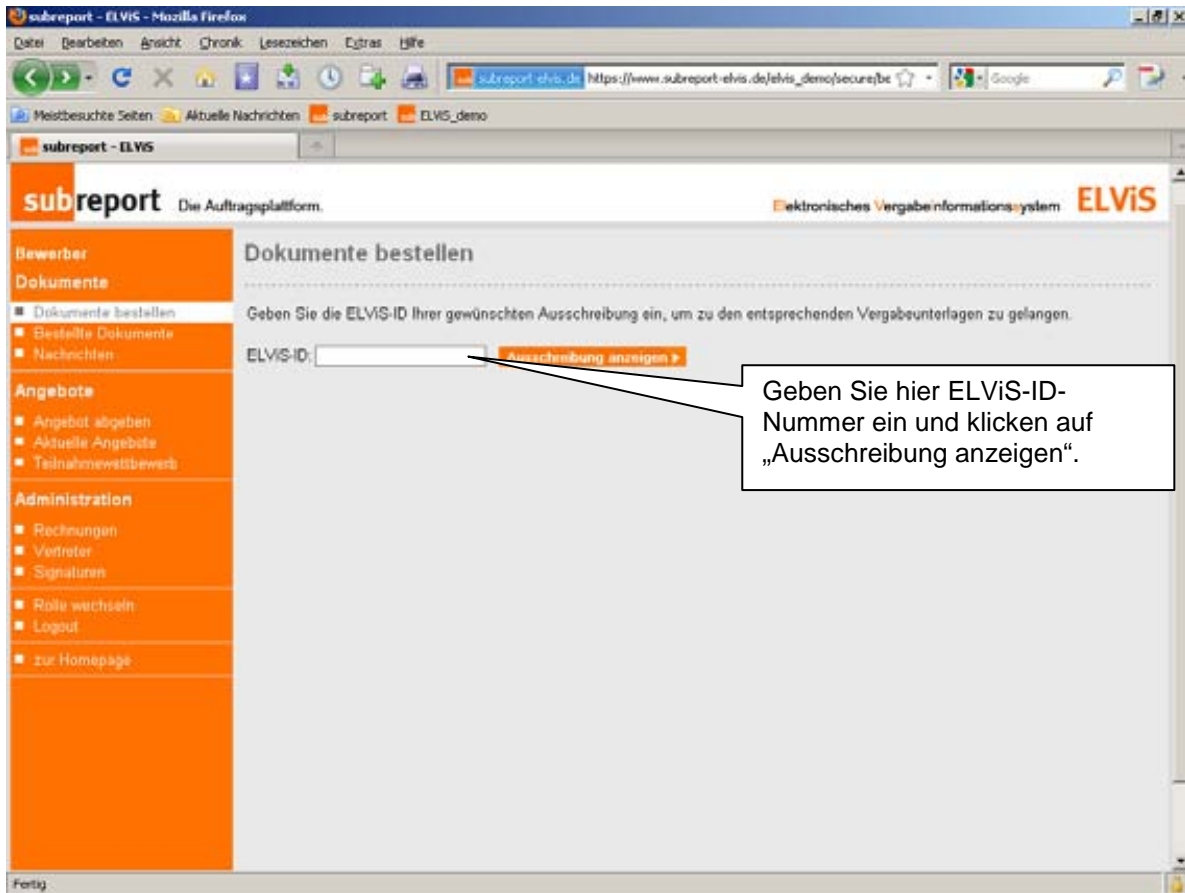 subreport - ELViS - Mozilla Firefox
Datei Bearbeiten Ansicht Chronik Lesezeichen Extras Hilfe
subreport-elvis.de https://www.subreport-elvis.de/elvis_demo/secure/be Google
Meistbesuchte Seiten Aktuelle Nachrichten subreport ELViS_demo
subreport - ELViS
subreport Die Auftragsplattform. Elektronisches Vergabeinformationssystem ELViS
Bewerber
Dokumente
Dokumente bestellen
Bestellte Dokumente
Nachrichten
Angebote
Angebot abgeben
Aktuelle Angebote
Teilnahmewettbewerb
Administration
Rechnungen
Vertreter
Signaturen
Rolle wechseln
Logout
zur Homepage
Dokumente bestellen
Geben Sie die ELViS-ID Ihrer gewünschten Ausschreibung ein, um zu den entsprechenden Vergabeunterlagen zu gelangen.
ELViS-ID: Ausschreibung anzeigen
Geben Sie hier ELViS-ID-
Nummer ein und klicken auf
„Ausschreibung anzeigen“.
Fertig